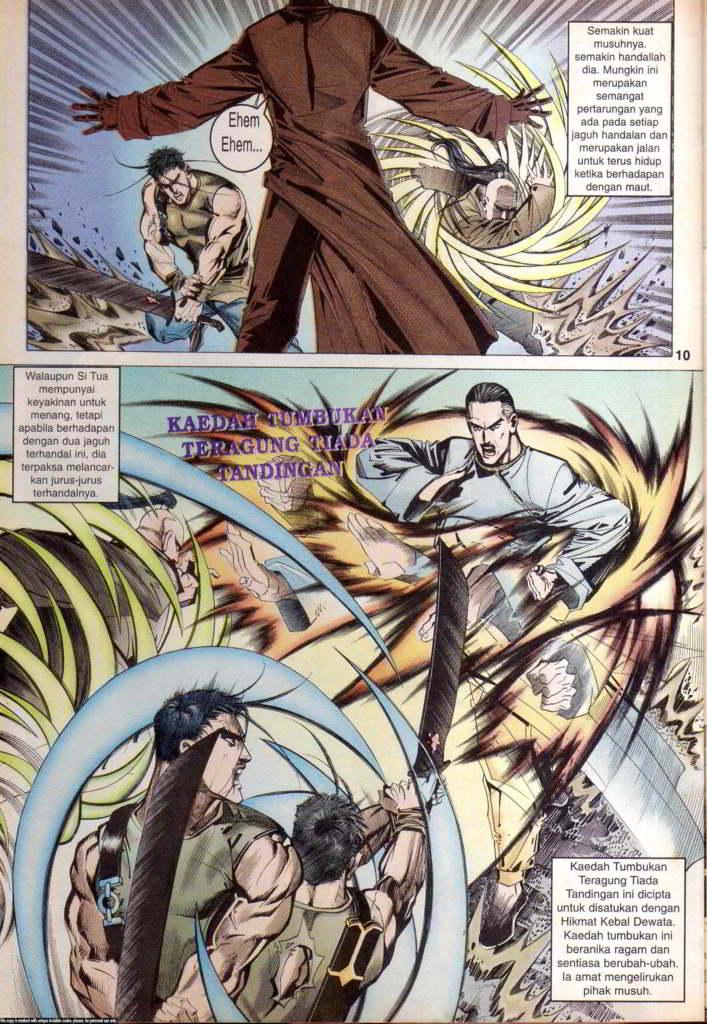 Semakin kuat
musuhnya.
semakin handallah
dia. Mungkin ini
merupakan
semangat
pertarungan yang
ada pada setiap
jaguh handalan dan
merupakan jalan
untuk terus hidup
ketika berhadapan
dengan maut.
Ehem
Ehem...
10
Walaupun Si Tua
mempunyai
keyakinan untuk
menang, tetapi
apabila berhadapan
dengan dua jaguh
terhandal ini, dia
terpaksa melancar-
kan jurus-jurus
terhandalnya.
KAEDAH TUMBUKAN
TERAGUNG TIADA
TANDINGAN
Kaedah Tumbukan
Teragung Tiada
Tandingan ini dicipta
untuk disatukan dengan
Hikmat Kebal Dewata.
Kaedah tumbukan ini
beranika ragam dan
sentiasa berubah-ubah.
Ia amat mengelirukan
pihak musuh.